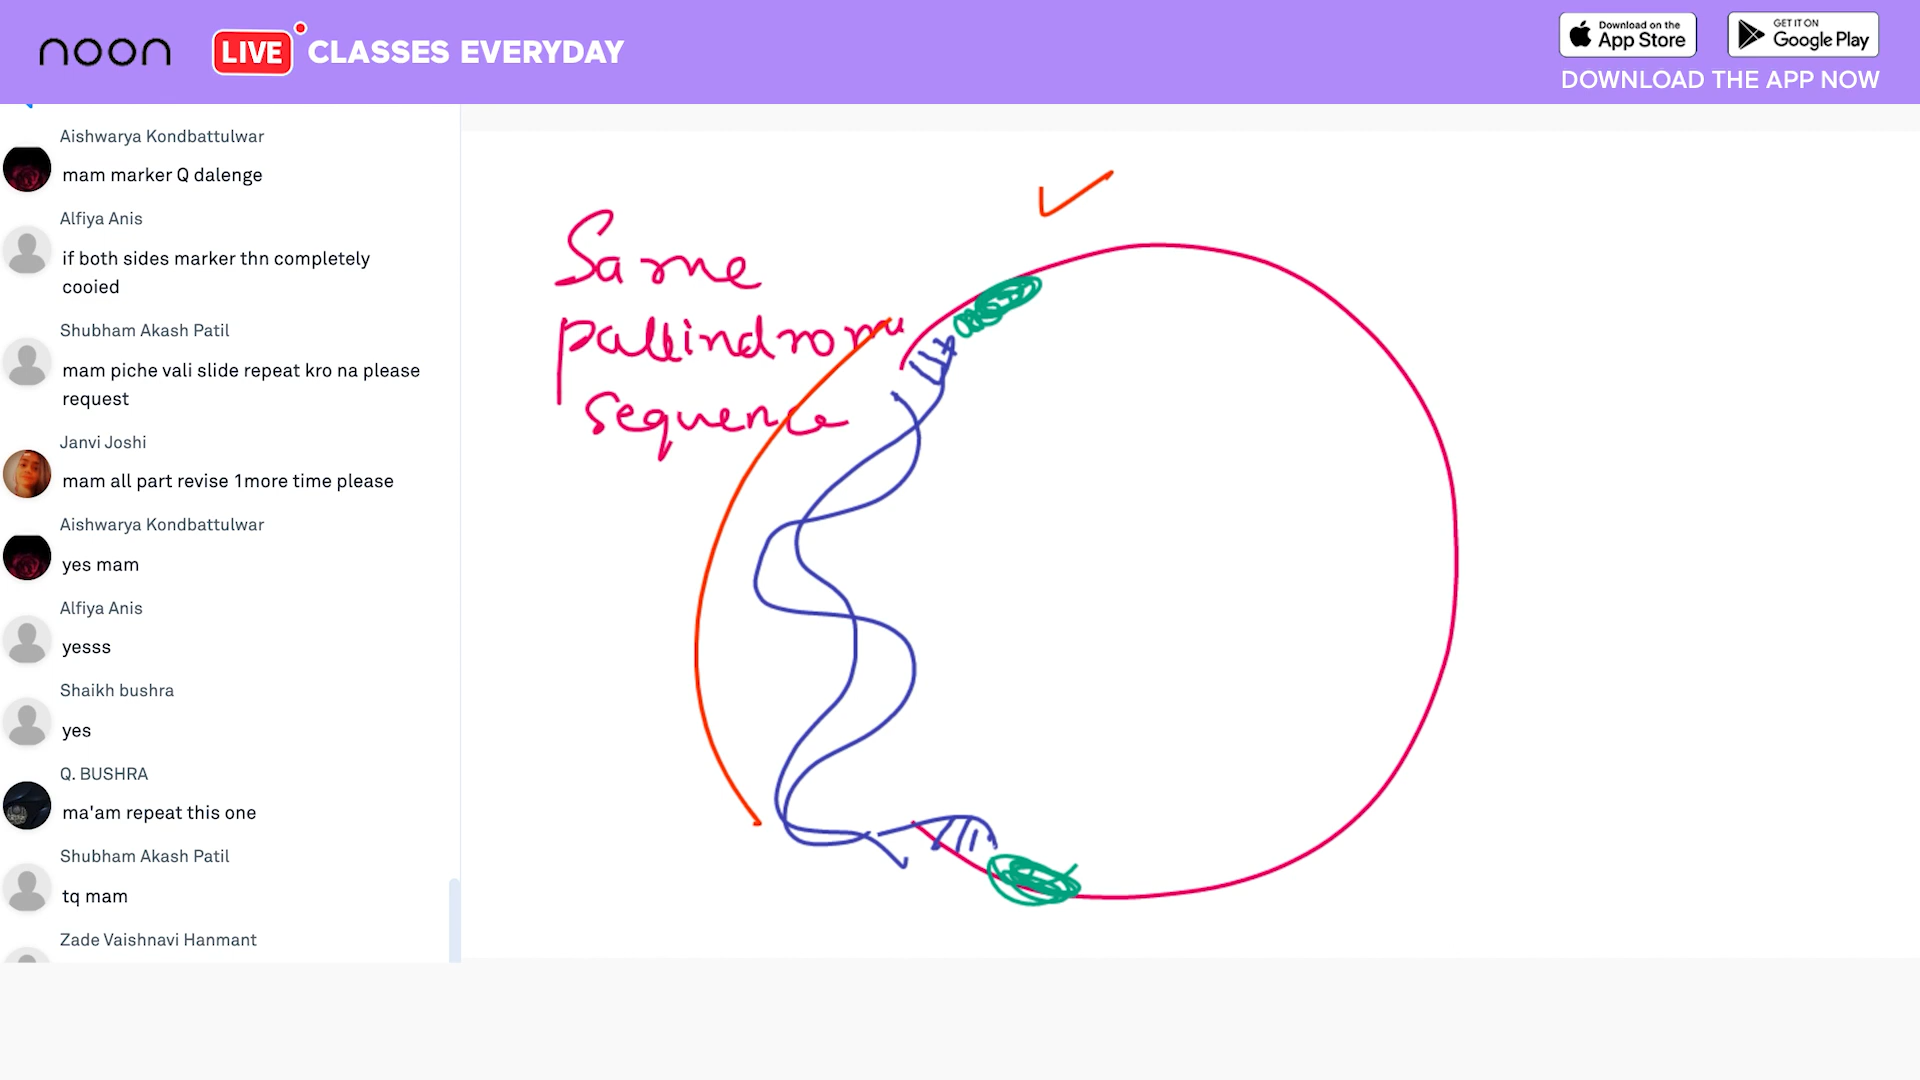 noon LIVE CLASSES EVERYDAY
Download on the App Store
GET IT ON Google Play
DOWNLOAD THE APP NOW
Aishwarya Kondbattulwar
mam marker Q dalenge
Alfiya Anis
if both sides marker thn completely
cooied
Shubham Akash Patil
mam piche vali slide repeat kro na please
request
Janvi Joshi
mam all part revise 1more time please
Aishwarya Kondbattulwar
yes mam
Alfiya Anis
yesss
Shaikh bushra
yes
Q. BUSHRA
ma'am repeat this one
Shubham Akash Patil
tq mam
Zade Vaishnavi Hanmant
Same
sequence